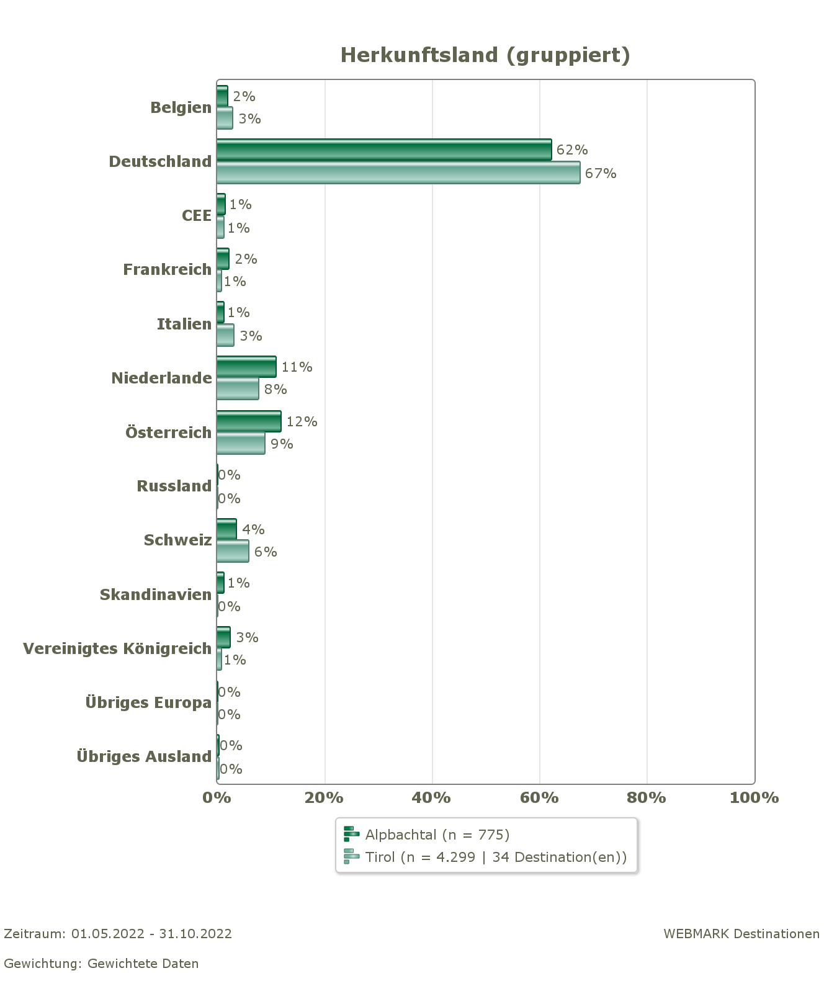 Herkunftsland (gruppiert)
Belgien
2%
3%
Deutschland
62%
67%
CEE
1%
1%
Frankreich
2%
1%
Italien
1%
3%
Niederlande
11%
8%
Österreich
12%
9%
Russland
0%
0%
Schweiz
4%
6%
Skandinavien
1%
0%
Vereinigtes Königreich
3%
1%
Übriges Europa
0%
0%
Übriges Ausland
0%
0%
0% 20% 40% 60% 80% 100%
Alpbachtal (n = 775)
Tirol (n = 4.299 | 34 Destination(en))
Zeitraum: 01.05.2022 - 31.10.2022
WEBMARK Destinationen
Gewichtung: Gewichtete Daten